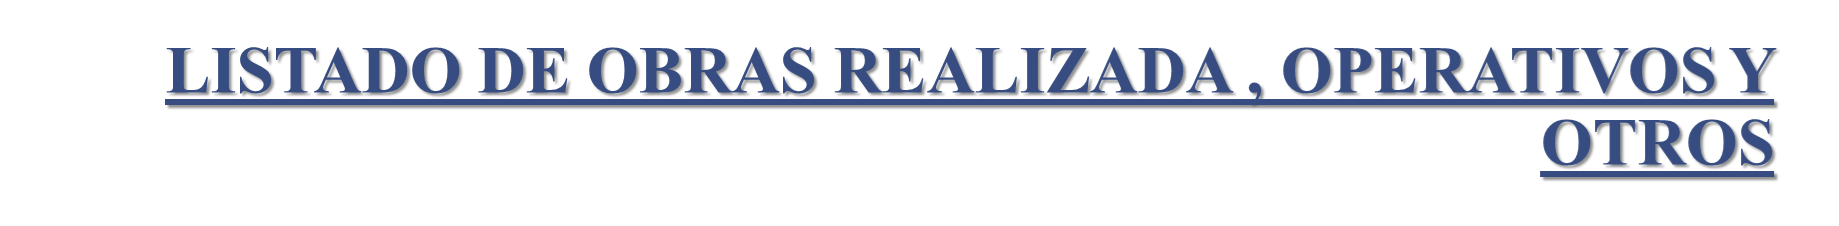 LISTADO DE OBRAS REALIZADA , OPERATIVOS Y
OTROS